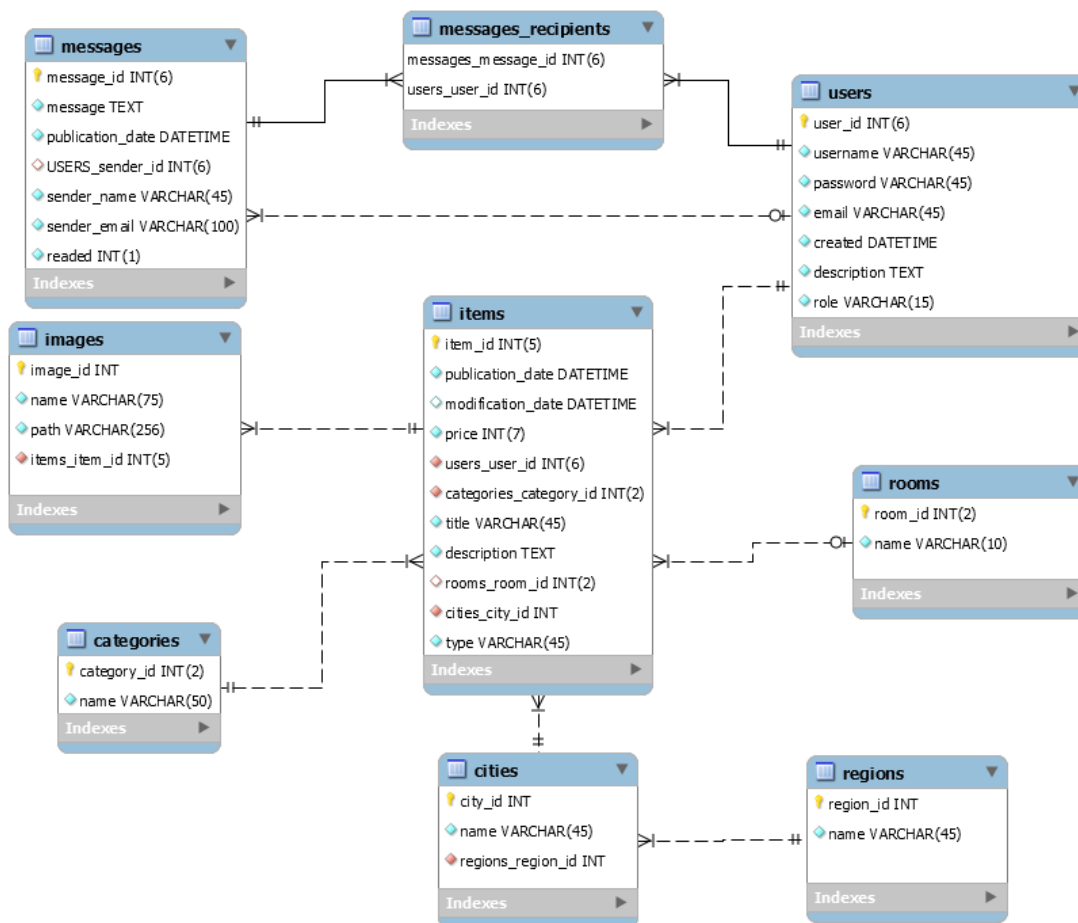 messages
message_id INT(6)
message TEXT
publication_date DATETIME
USERS_sender_id INT(6)
sender_name VARCHAR(45)
sender_email VARCHAR(100)
readed INT(1)
Indexes
messages_recipients
messages_message_id INT(6)
users_user_id INT(6)
Indexes
users
user_id INT(6)
username VARCHAR(45)
password VARCHAR(45)
email VARCHAR(45)
created DATETIME
description TEXT
role VARCHAR(15)
Indexes
images
image_id INT
name VARCHAR(75)
path VARCHAR(256)
items_item_id INT(5)
Indexes
items
item_id INT(5)
publication_date DATETIME
modification_date DATETIME
price INT(7)
users_user_id INT(6)
categories_category_id INT(2)
title VARCHAR(45)
description TEXT
rooms_room_id INT(2)
cities_city_id INT
type VARCHAR(45)
Indexes
rooms
room_id INT(2)
name VARCHAR(10)
Indexes
categories
category_id INT(2)
name VARCHAR(50)
Indexes
cities
city_id INT
name VARCHAR(45)
regions_region_id INT
Indexes
regions
region_id INT
name VARCHAR(45)
Indexes